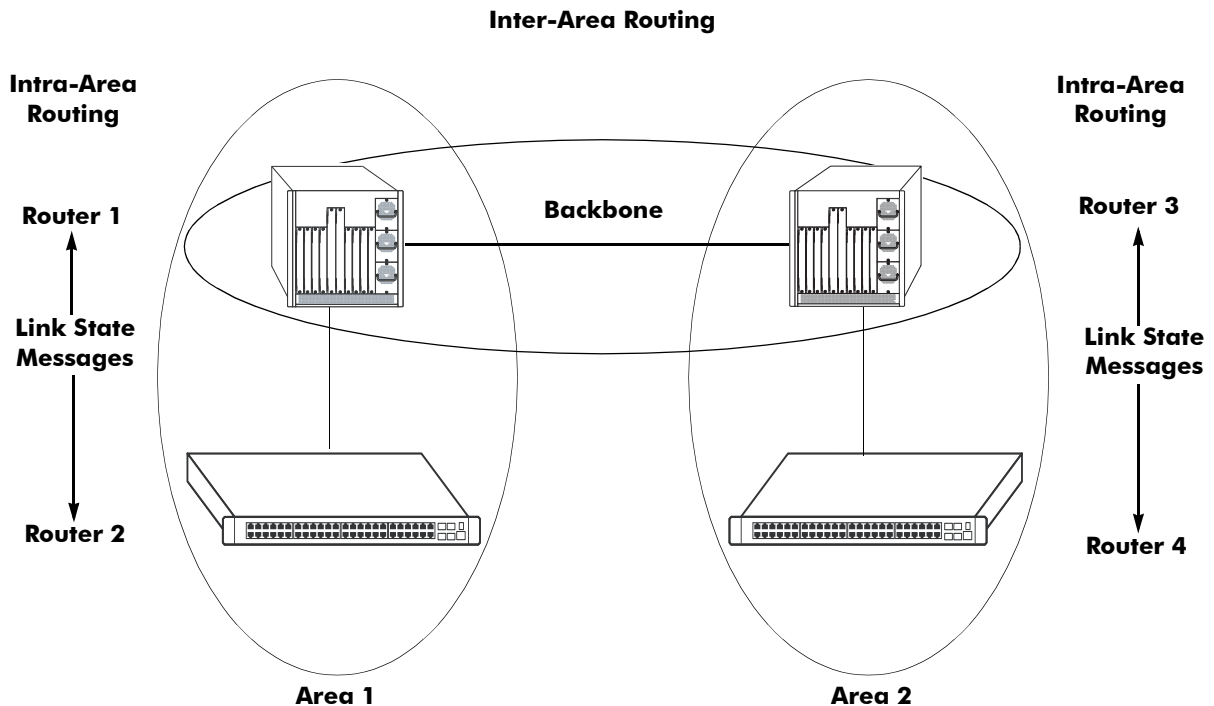 Inter-Area Routing
Intra-Area
Routing
Intra-Area
Routing
Router 1
Backbone
Router 3
Link State
Messages
Link State
Messages
Router 2
Router 4
Area 1
Area 2